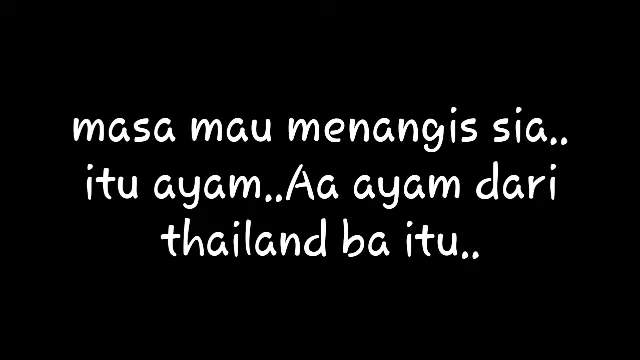 masa mau menangis sia..
itu ayam..Aa ayam dari
thailand ba itu..